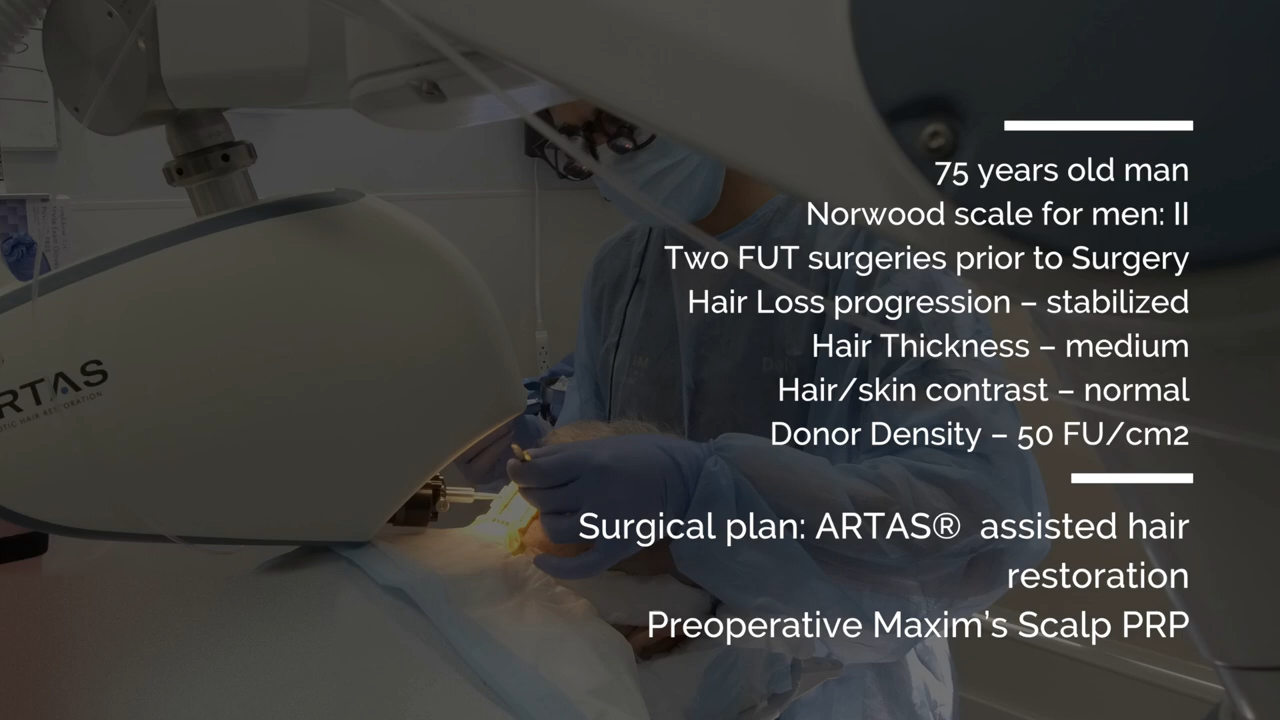 75 years old man
Norwood scale for men: II
Two FUT surgeries prior to Surgery
Hair Loss progression – stabilized
Hair Thickness – medium
Hair/skin contrast – normal
Donor Density – 50 FU/cm2
Surgical plan: ARTAS® assisted hair
restoration
Preoperative Maxim’s Scalp PRP
RTAS